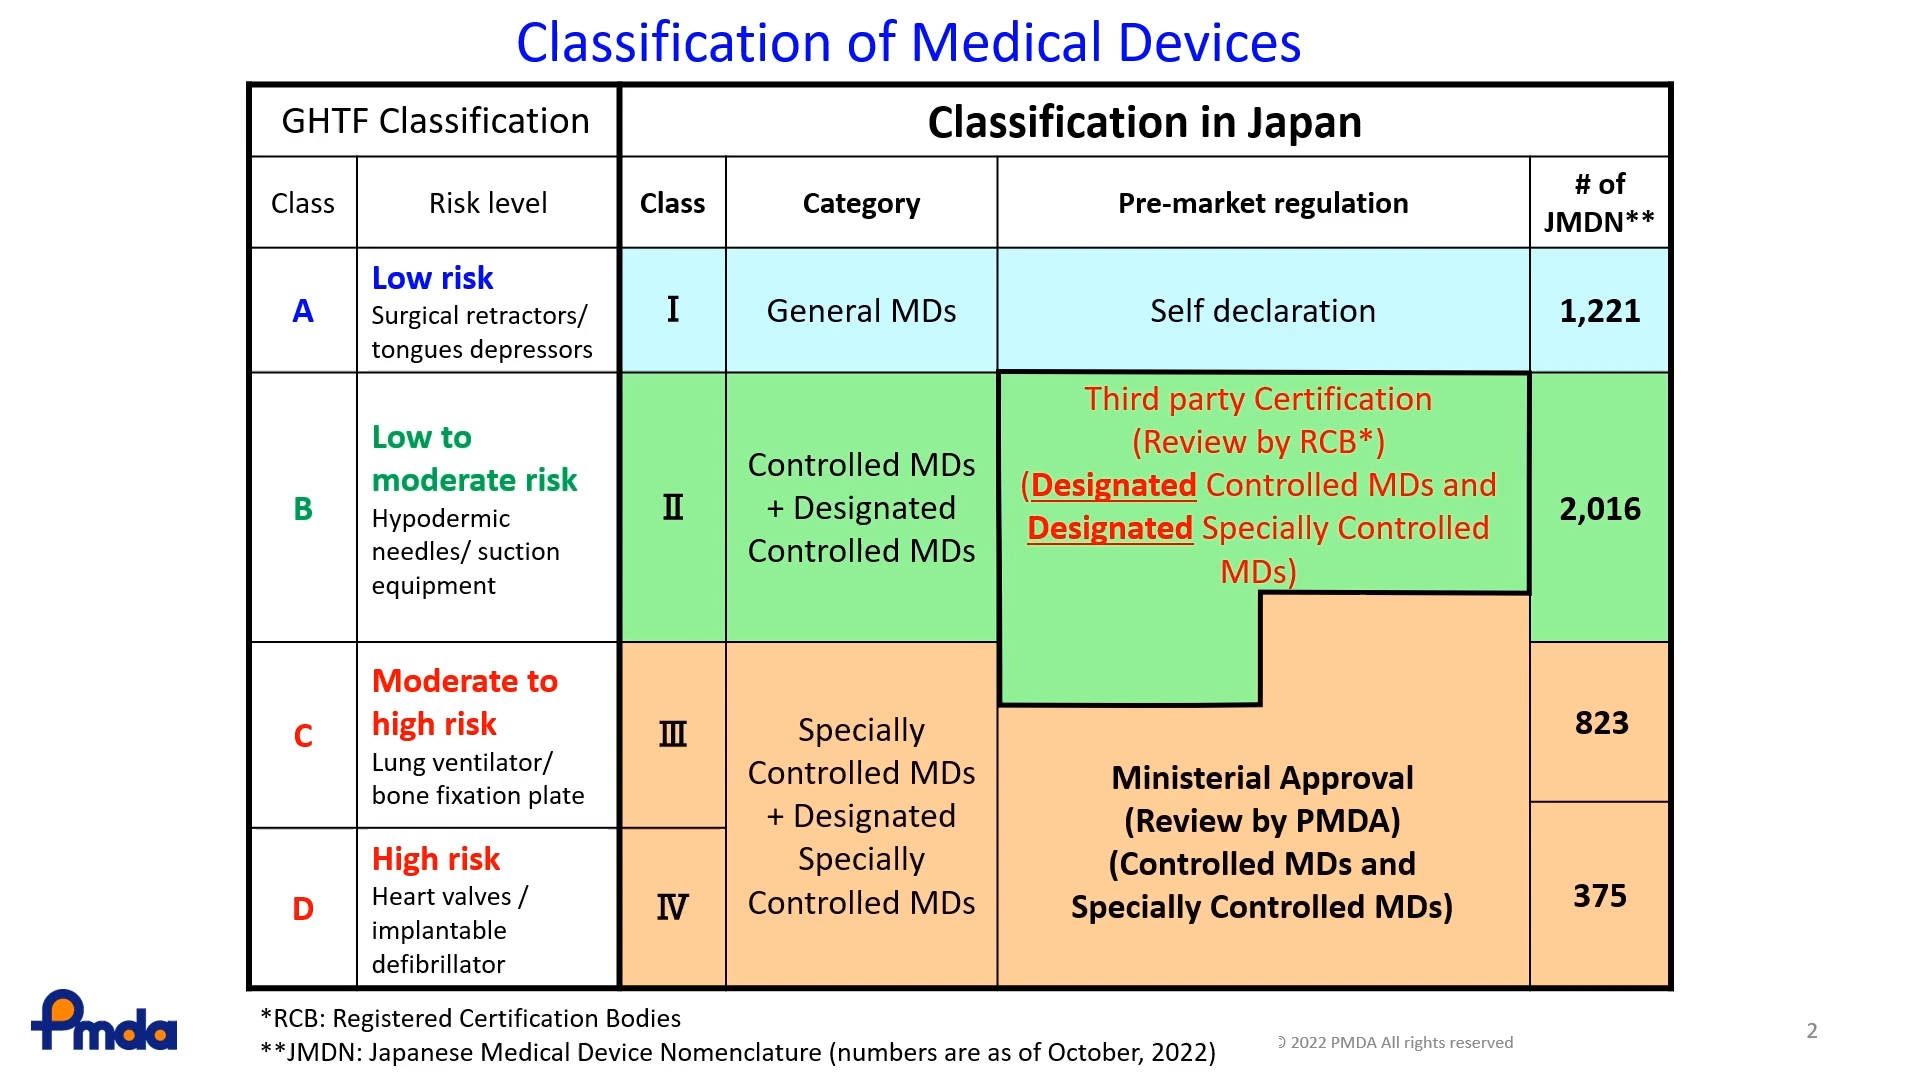 Classification of Medical Devices
GHTF Classification
Classification in Japan
Class
Risk level
Class
Category
Pre-market regulation
# of
JMDN**
A
Low risk
Surgical retractors/
tongues depressors
Ⅰ
General MDs
Self declaration
1,221
B
Low to
moderate risk
Hypodermic
needles/ suction
equipment
Ⅱ
Controlled MDs
+ Designated
Controlled MDs
Third party Certification
(Review by RCB*)
(Designated Controlled MDs and
Designated Specially Controlled
MDs)
2,016
C
Moderate to
high risk
Lung ventilator/
bone fixation plate
Ⅲ
Specially
Controlled MDs
+ Designated
Specially
Controlled MDs
Ministerial Approval
(Review by PMDA)
(Controlled MDs and
Specially Controlled MDs)
823
D
High risk
Heart valves /
implantable
defibrillator
Ⅳ
375
Pmda
*RCB: Registered Certification Bodies
**JMDN: Japanese Medical Device Nomenclature (numbers are as of October, 2022)
© 2022 PMDA All rights reserved
2